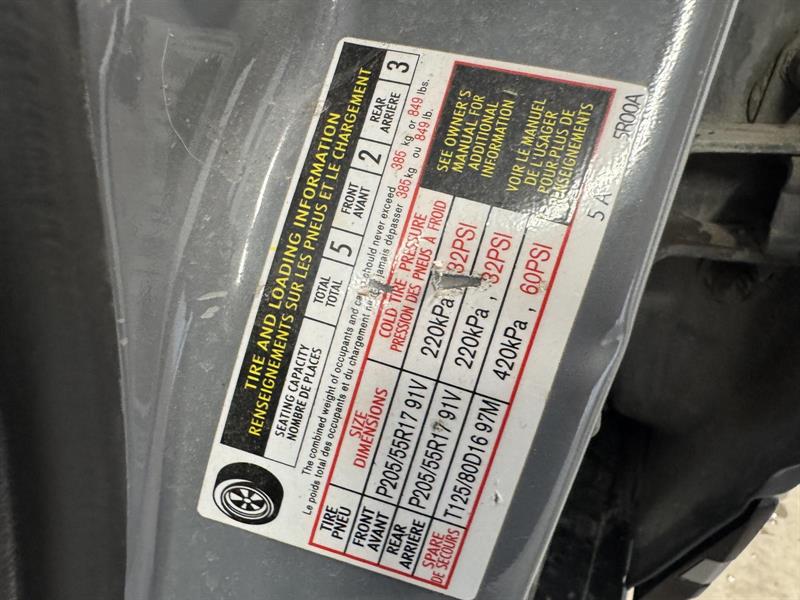 TIRE AND LOADING INFORMATION
RENSEIGNEMENTS SUR LES PNEUS ET LE CHARGEMENT
SEATING CAPACITY
NOMBRE DE PLACES
TOTAL
TOTAL
5
FRONT
AVANT
2
REAR
ARRIÈRE
3
The combined weight of occupants and should never exceed 385 kg or 849 lbs.
Le poids total des occupants et du chargement ne jamais dépasser 385 kg ou 849 lb.
TIRE
PNEU
SIZE
DIMENSIONS
COLD TIRE PRESSURE
PRESSION DES PNEUS À FROID
FRONT
AVANT
P205/55R17 91V
220kPa, 32PSI
REAR
ARRIÈRE
P205/55R17 91V
220kPa, 32PSI
SPARE
DE SECOURS
T125/80D16 97M
420kPa, 60PSI
SEE OWNER'S
MANUAL FOR
ADDITIONAL
INFORMATION
VOIR LE MANUEL
DE L'USAGER
POUR PLUS DE
RENSEIGNEMENTS
5 A
5R00A